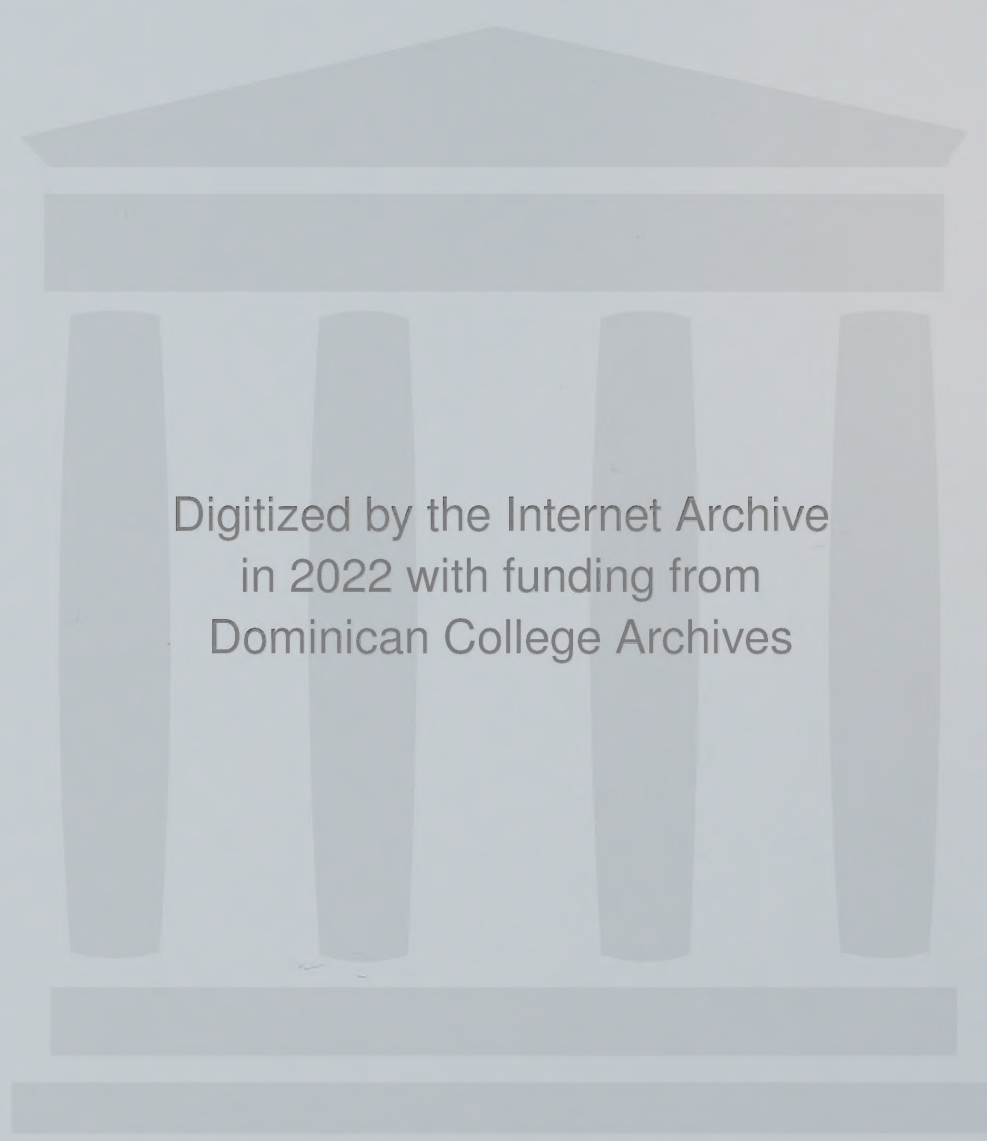 Digitized by the Internet Archive
in 2022 with funding from
Dominican College Archives